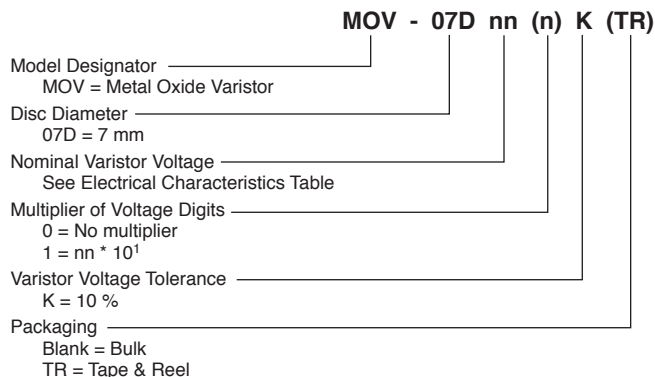 MOV - 07D nn (n) K (TR)
Model Designator
MOV = Metal Oxide Varistor
Disc Diameter
07D = 7 mm
Nominal Varistor Voltage
See Electrical Characteristics Table
Multiplier of Voltage Digits
0 = No multiplier
1 = nn * 10¹
Varistor Voltage Tolerance
K = 10 %
Packaging
Blank = Bulk
TR = Tape & Reel